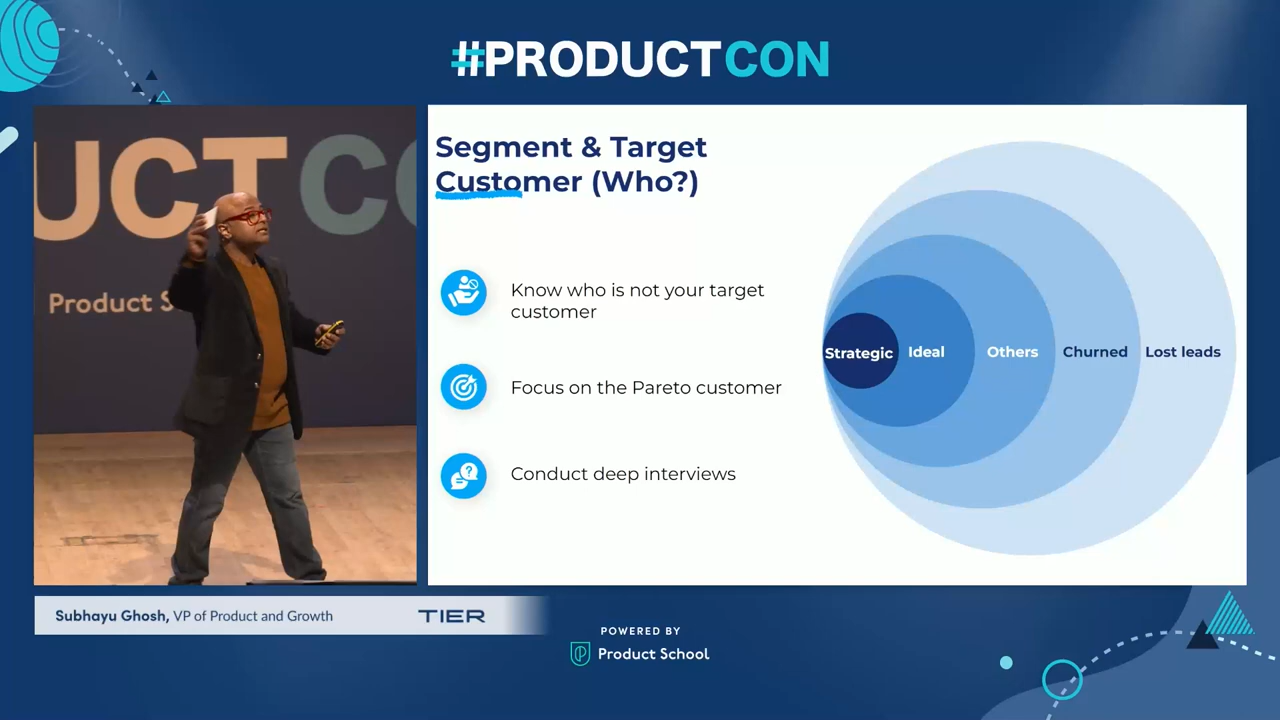 #PRODUCTCON
UCT CO
Product S
Segment & Target
Customer (Who?)
Know who is not your target
customer
Focus on the Pareto customer
Conduct deep interviews
Strategic
Ideal
Others
Churned
Lost leads
Subhayu Ghosh, VP of Product and Growth
TIER
POWERED BY
Product School